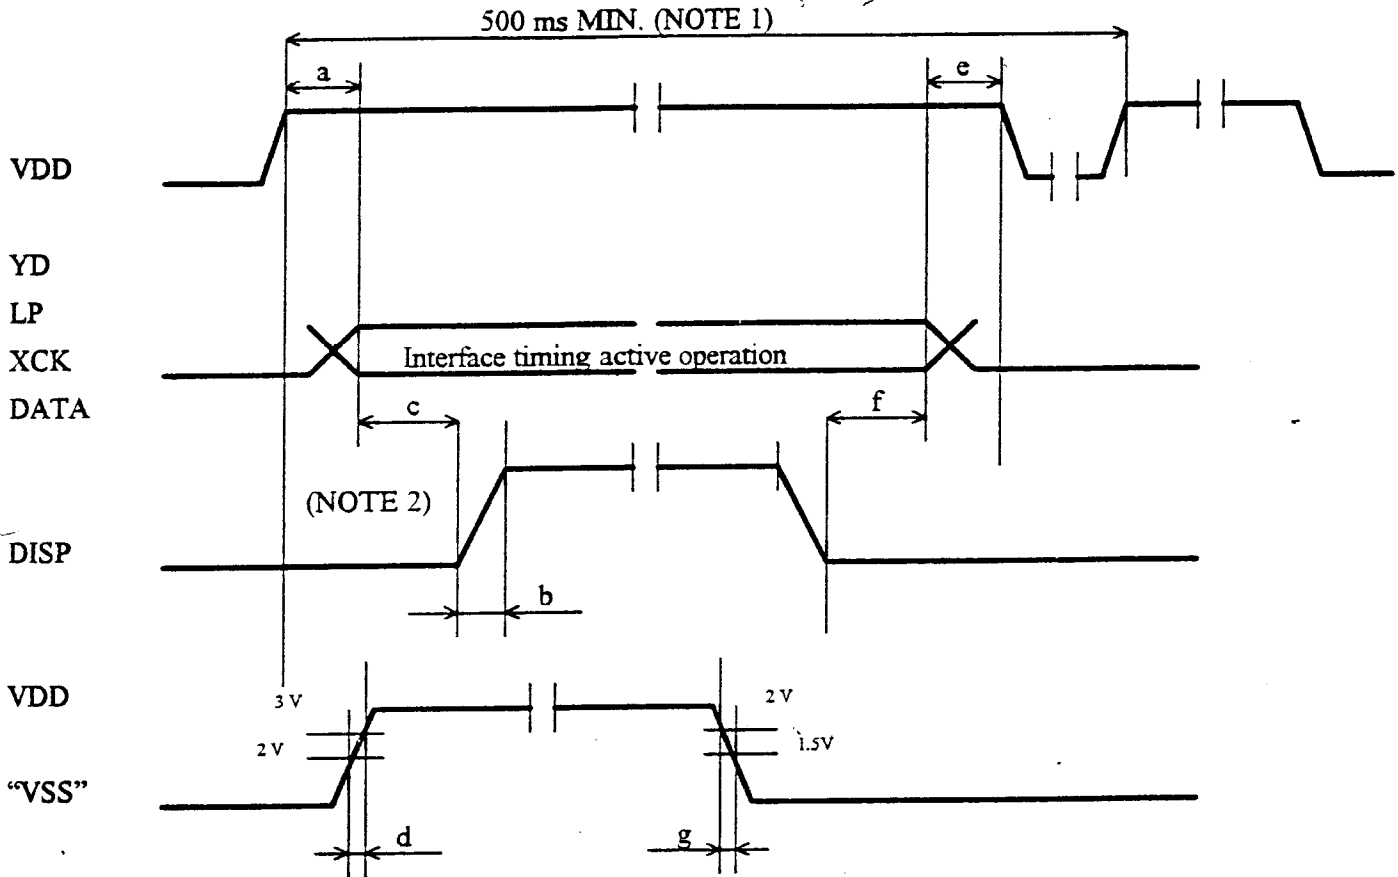 500 ms MIN. (NOTE 1)
a
e
VDD
YD
LP
XCK
Interface timing active operation
DATA
c
f
(NOTE 2)
DISP
b
VDD
3 V
2 V
2 V
1.5V
“VSS”
d
g